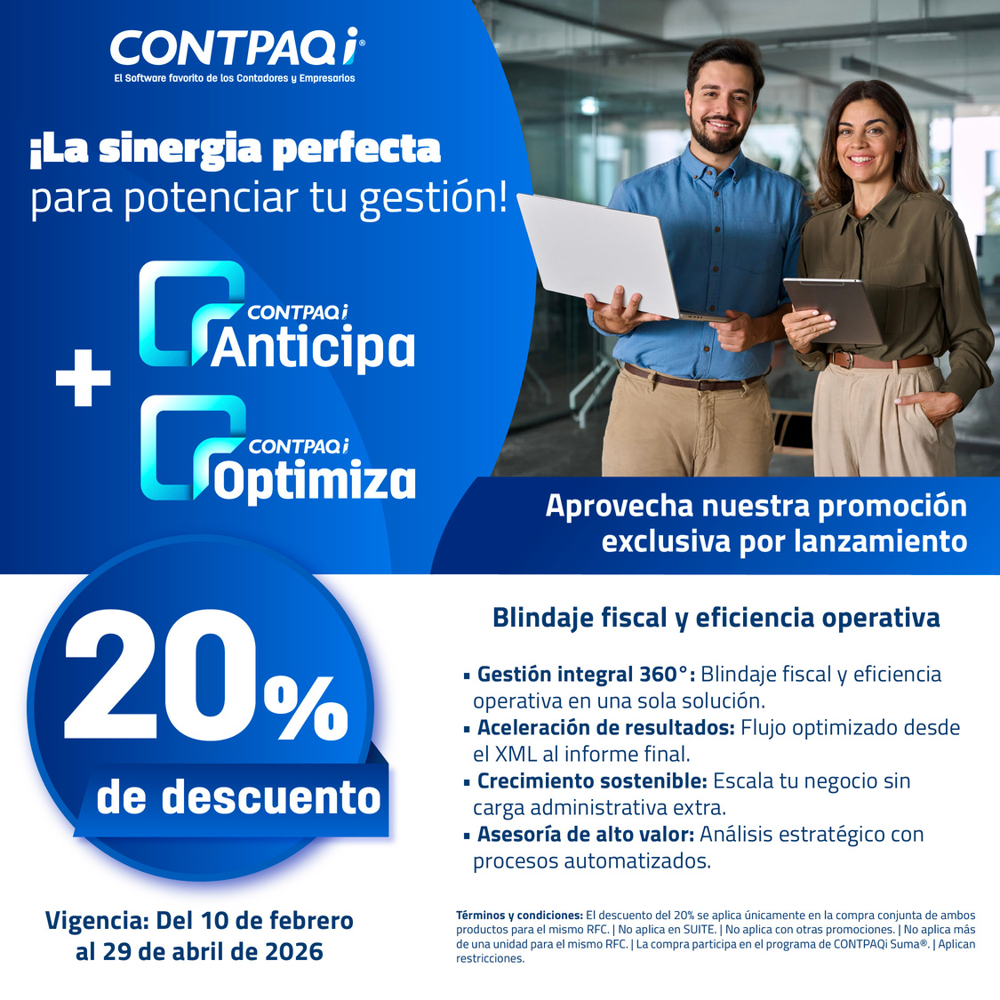 CONTPAQi®
El Software favorito de los Contadores y Empresarios
¡La sinergia perfecta
para potenciar tu gestión!
+
CONTPAQi
Anticipa
CONTPAQi
Optimiza
Aprovecha nuestra promoción
exclusiva por lanzamiento
20%
de descuento
Vigencia: Del 10 de febrero
al 29 de abril de 2026
Blindaje fiscal y eficiencia operativa
▪ Gestión integral 360°: Blindaje fiscal y eficiencia
operativa en una sola solución.
▪ Aceleración de resultados: Flujo optimizado desde
el XML al informe final.
▪ Crecimiento sostenible: Escala tu negocio sin
carga administrativa extra.
▪ Asesoría de alto valor: Análisis estratégico con
procesos automatizados.
Términos y condiciones: El descuento del 20% se aplica únicamente en la compra conjunta de ambos
productos para el mismo RFC. | No aplica en SUITE. | No aplica con otras promociones. | No aplica más
de una unidad para el mismo RFC. | La compra participa en el programa de CONTPAQi Suma®. | Aplican
restricciones.